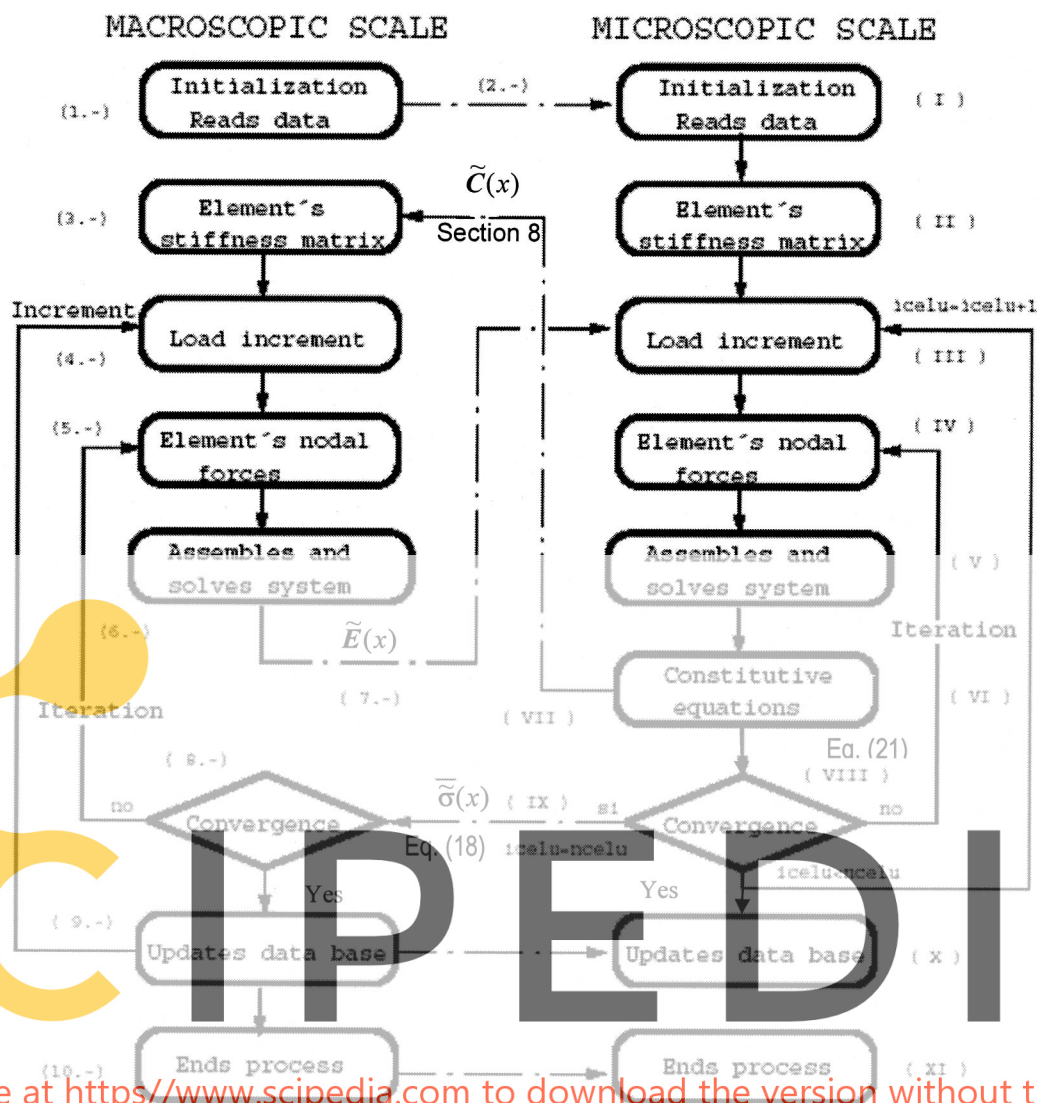 MACROSCOPIC SCALE
MICROSCOPIC SCALE
(1.-)
Initialization
Reads data
(2.-)
Initialization
Reads data
( I )
(3.-)
Element´s
stiffness matrix
C̃(x)
Section 8
Element´s
stiffness matrix
( II )
Increment
(4.-)
Load increment
Load increment
icelu=icelu+1
( III )
(5.-)
Element´s nodal
forces
Element´s nodal
forces
( IV )
Assembles and
solves system
Assembles and
solves system
( V )
(6.-)
Ẽ(x)
( 7.-)
Iteration
Iteration
Constitutive
equations
( VI )
( VII )
Eq. (21)
( VIII )
( 8.-)
no
Convergence
σ̃(x)
( IX )
si
Eq. (18)
icelu=ncelu
Convergence
no
icelu<ncelu
Yes
Yes
( 9.-)
Updates data base
Updates data base
( X )
(10.-)
Ends process
Ends process
( XI )
CIPEDI
e at https//www.scipedia.com to download the version without t